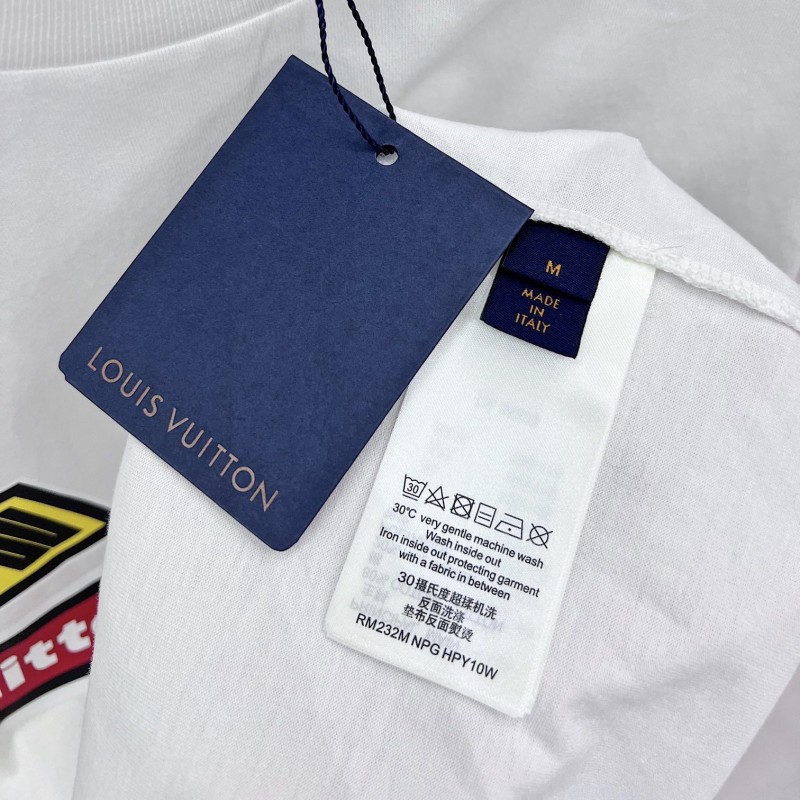 LOUIS VUITTON
M
MADE
IN
ITALY
30
30℃ very gentle machine wash
Wash inside out
Iron inside out protecting garment
with a fabric in between
30摄氏度超揉机洗
反面洗涤
垫布反面熨烫
RM232M NPG HPY10W